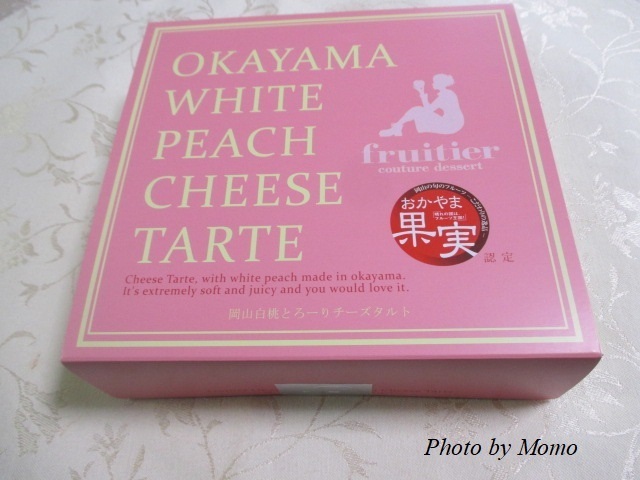 OKAYAMA
WHITE
PEACH
CHEESE
TARTE
fruitier
couture dessert
おかやま
果実
認定
Cheese Tarte, with white peach made in okayama.
It's extremely soft and juicy and you would love it.
岡山白桃とろーりチーズタルト
Photo by Momo